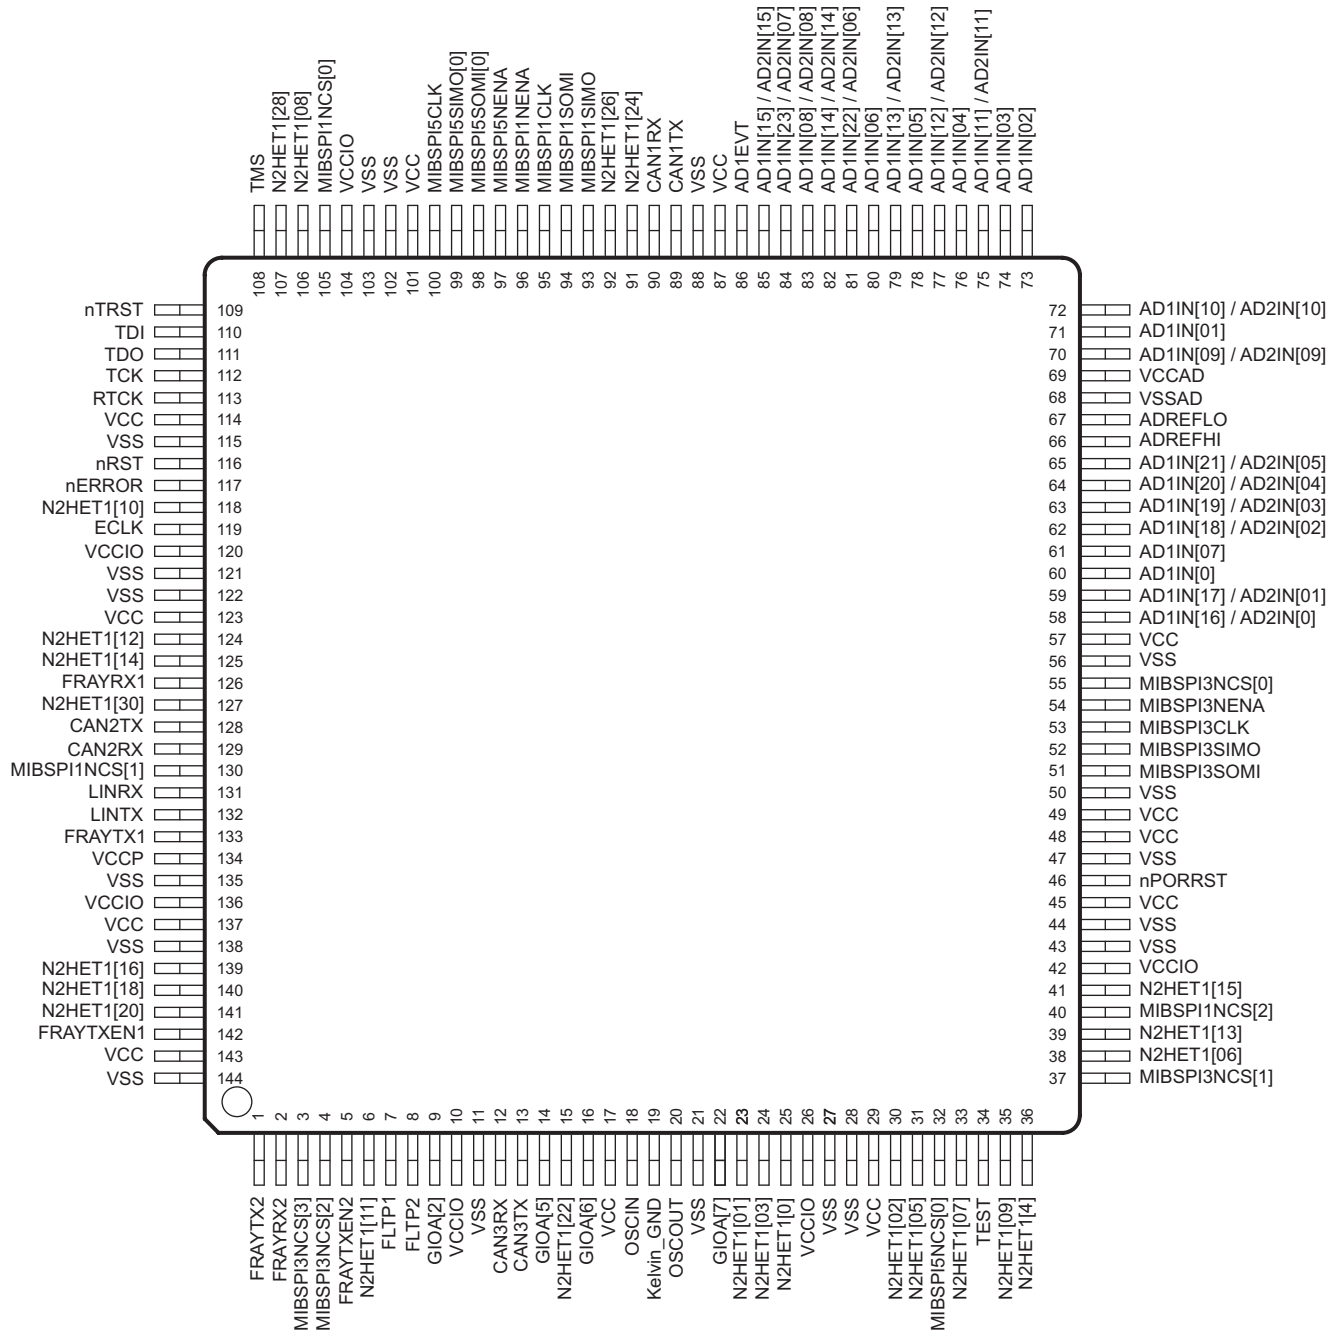 TMS
N2HET1[28]
N2HET1[08]
MIBSPI1NCS[0]
VCCIO
VSS
VSS
VCC
MIBSPI5CLK
MIBSPI5SIMO[0]
MIBSPI5SOMI[0]
MIBSPI5NENA
MIBSPI1NENA
MIBSPI1CLK
MIBSPI1SOMI
MIBSPI1SIMO
N2HET1[26]
N2HET1[24]
CAN1RX
CAN1TX
VSS
VCC
AD1EVT
AD1IN[15] / AD2IN[15]
AD1IN[23] / AD2IN[07]
AD1IN[08] / AD2IN[08]
AD1IN[14] / AD2IN[14]
AD1IN[22] / AD2IN[06]
AD1IN[06]
AD1IN[13] / AD2IN[13]
AD1IN[05]
AD1IN[12] / AD2IN[12]
AD1IN[04]
AD1IN[11] / AD2IN[11]
AD1IN[03]
AD1IN[02]
108
107
106
105
104
103
102
101
100
99
98
97
96
95
94
93
92
91
90
89
88
87
86
85
84
83
82
81
80
79
78
77
76
75
74
73
nTRST 109
TDI 110
TDO 111
TCK 112
RTCK 113
VCC 114
VSS 115
nRST 116
nERROR 117
N2HET1[10] 118
ECLK 119
VCCIO 120
VSS 121
VSS 122
VCC 123
N2HET1[12] 124
N2HET1[14] 125
FRAYRX1 126
N2HET1[30] 127
CAN2TX 128
CAN2RX 129
MIBSPI1NCS[1] 130
LINRX 131
LINTX 132
FRAYTX1 133
VCCP 134
VSS 135
VCCIO 136
VCC 137
VSS 138
N2HET1[16] 139
N2HET1[18] 140
N2HET1[20] 141
FRAYTXEN1 142
VCC 143
VSS 144
72 AD1IN[10] / AD2IN[10]
71 AD1IN[01]
70 AD1IN[09] / AD2IN[09]
69 VCCAD
68 VSSAD
67 ADREFLO
66 ADREFHI
65 AD1IN[21] / AD2IN[05]
64 AD1IN[20] / AD2IN[04]
63 AD1IN[19] / AD2IN[03]
62 AD1IN[18] / AD2IN[02]
61 AD1IN[07]
60 AD1IN[0]
59 AD1IN[17] / AD2IN[01]
58 AD1IN[16] / AD2IN[0]
57 VCC
56 VSS
55 MIBSPI3NCS[0]
54 MIBSPI3NENA
53 MIBSPI3CLK
52 MIBSPI3SIMO
51 MIBSPI3SOMI
50 VSS
49 VCC
48 VCC
47 VSS
46 nPORRST
45 VCC
44 VSS
43 VSS
42 VCCIO
41 N2HET1[15]
40 MIBSPI1NCS[2]
39 N2HET1[13]
38 N2HET1[06]
37 MIBSPI3NCS[1]
1
2
3
4
5
6
7
8
9
10
11
12
13
14
15
16
17
18
19
20
21
22
23
24
25
26
27
28
29
30
31
32
33
34
35
36
FRAYTX2
FRAYRX2
MIBSPI3NCS[3]
MIBSPI3NCS[2]
FRAYTXEN2
N2HET1[11]
FLTP1
FLTP2
GIOA[2]
VCCIO
VSS
CAN3RX
CAN3TX
GIOA[5]
N2HET1[22]
GIOA[6]
VCC
OSCIN
Kelvin_GND
OSCOUT
VSS
GIOA[7]
N2HET1[01]
N2HET1[03]
N2HET1[0]
VCCIO
VSS
VSS
VCC
N2HET1[02]
N2HET1[05]
MIBSPI5NCS[0]
N2HET1[07]
TEST
N2HET1[09]
N2HET1[4]